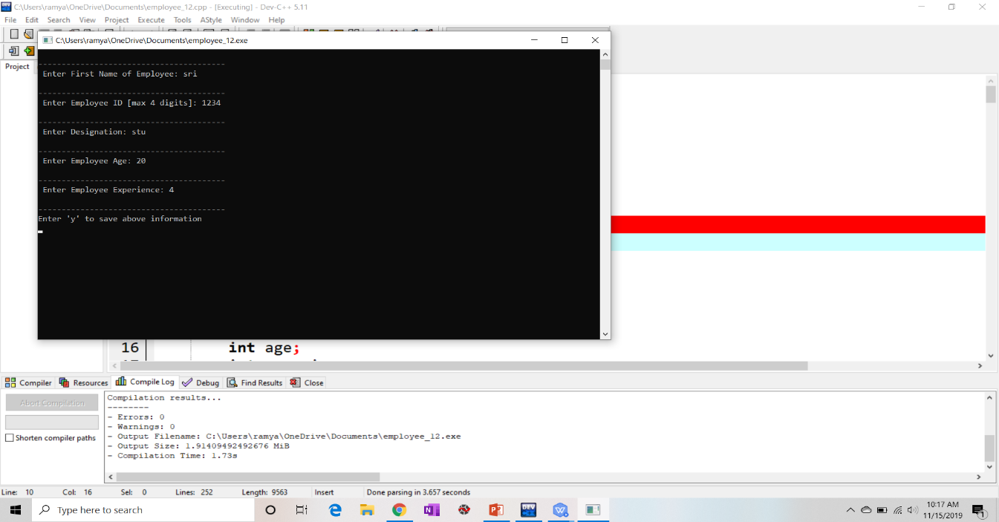 C:\Users\ramya\OneDrive\Documents\employee_12.cpp - [Executing] - Dev-C++ 5.11
File Edit Search View Project Execute Tools AStyle Window Help
C:\Users\ramya\OneDrive\Documents\employee_12.exe
Project
----------------------------------------
Enter First Name of Employee: sri
----------------------------------------
Enter Employee ID [max 4 digits]: 1234
----------------------------------------
Enter Designation: stu
----------------------------------------
Enter Employee Age: 20
----------------------------------------
Enter Employee Experience: 4
----------------------------------------
Enter 'y' to save above information
16 int age;
Compiler Resources Compile Log Debug Find Results Close
Abort Compilation
Shorten compiler paths
Compilation results...
--------
- Errors: 0
- Warnings: 0
- Output Filename: C:\Users\ramya\OneDrive\Documents\employee_12.exe
- Output Size: 1.91409492492676 MiB
- Compilation Time: 1.73s
Line: 10 Col: 16 Sel: 0 Lines: 252 Length: 9563 Insert Done parsing in 3.657 seconds
Type here to search
10:17 AM
11/15/2019